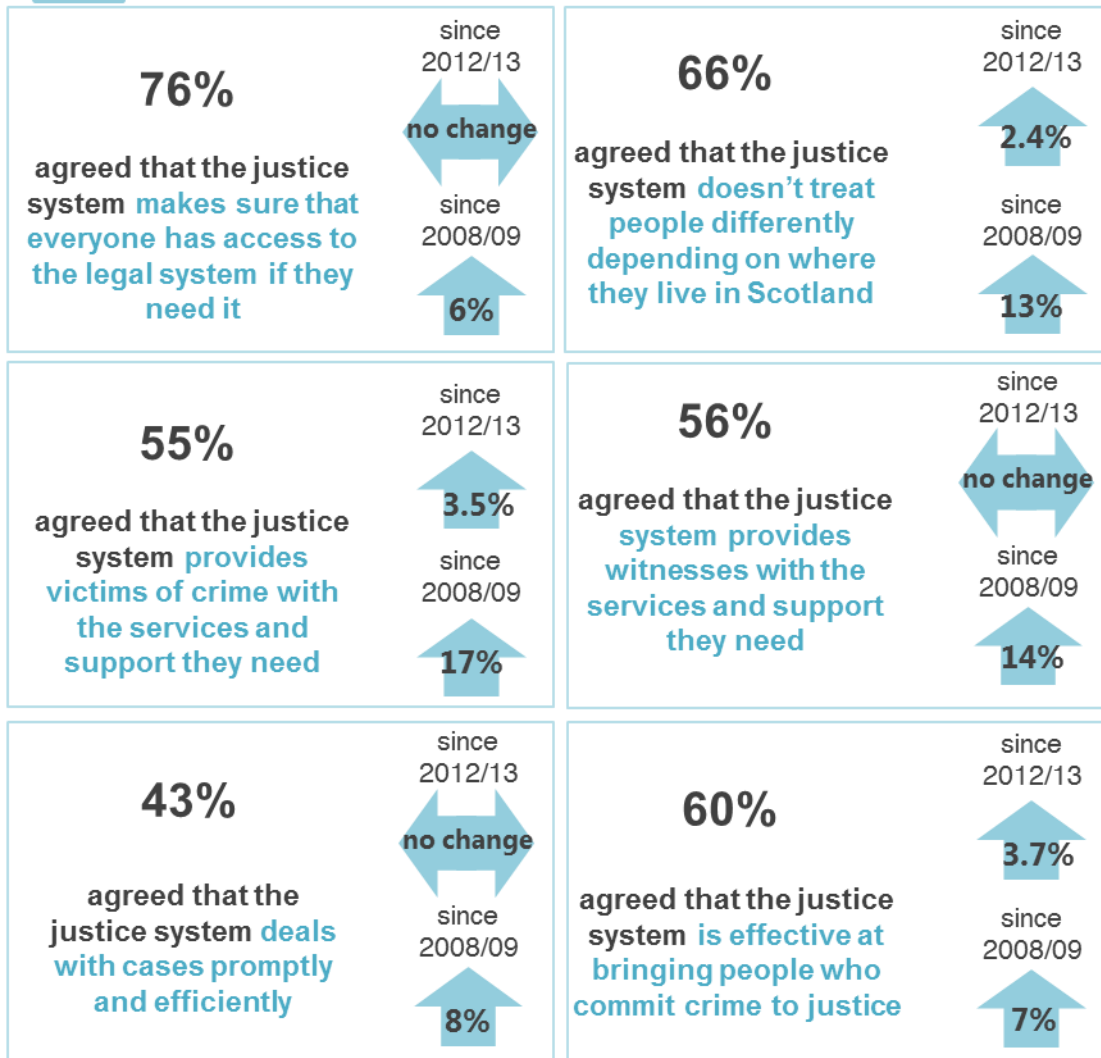 76%
agreed that the justice
system makes sure that
everyone has access to
the legal system if they
need it
since
2012/13
no change
since
2008/09
6%
66%
agreed that the justice
system doesn’t treat
people differently
depending on where
they live in Scotland
since
2012/13
2.4%
since
2008/09
13%
55%
agreed that the justice
system provides
victims of crime with
the services and
support they need
since
2012/13
3.5%
since
2008/09
17%
56%
agreed that the justice
system provides
witnesses with the
services and support
they need
since
2012/13
no change
since
2008/09
14%
43%
agreed that the
justice system deals
with cases promptly
and efficiently
since
2012/13
no change
since
2008/09
8%
60%
agreed that the justice
system is effective at
bringing people who
commit crime to justice
since
2012/13
3.7%
since
2008/09
7%